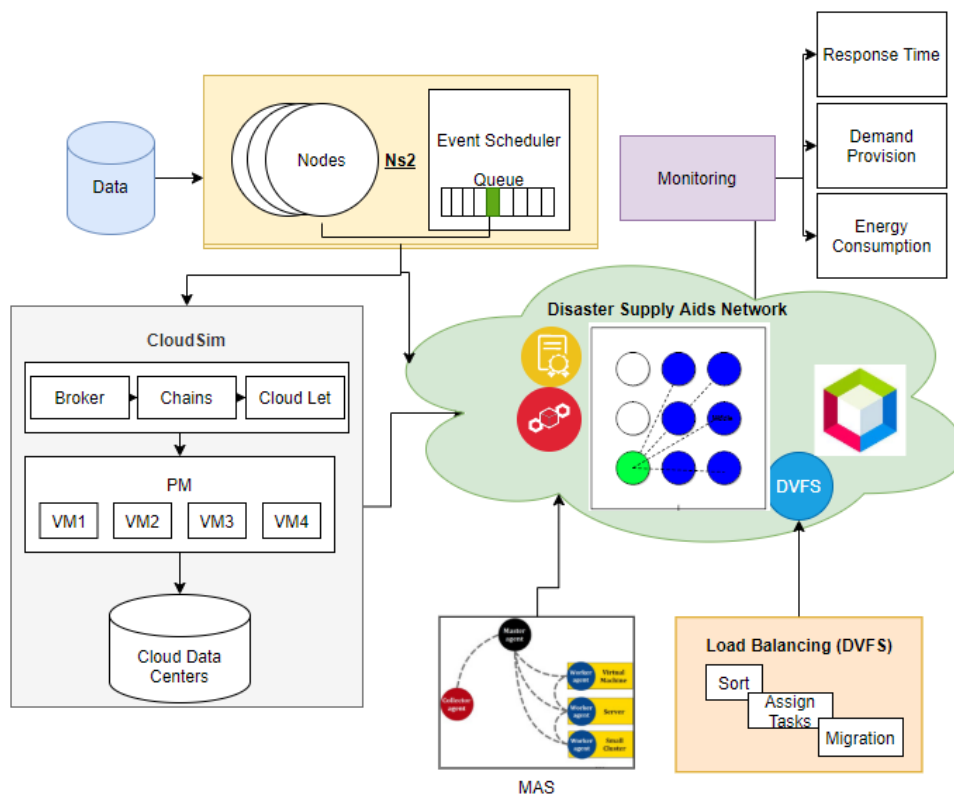 Response Time
Demand
Provision
Energy
Consumption
Monitoring
Data
Nodes
Ns2
Event Scheduler
Queue
CloudSim
Broker
Chains
Cloud Let
PM
VM1
VM2
VM3
VM4
Cloud Data
Centers
Disaster Supply Aids Network
DVFS
Master
agent
Collector
agent
Worker
agent
Virtual
Machine
Worker
agent
Server
Worker
agent
Small
Cluster
MAS
Load Balancing (DVFS)
Sort
Assign
Tasks
Migration